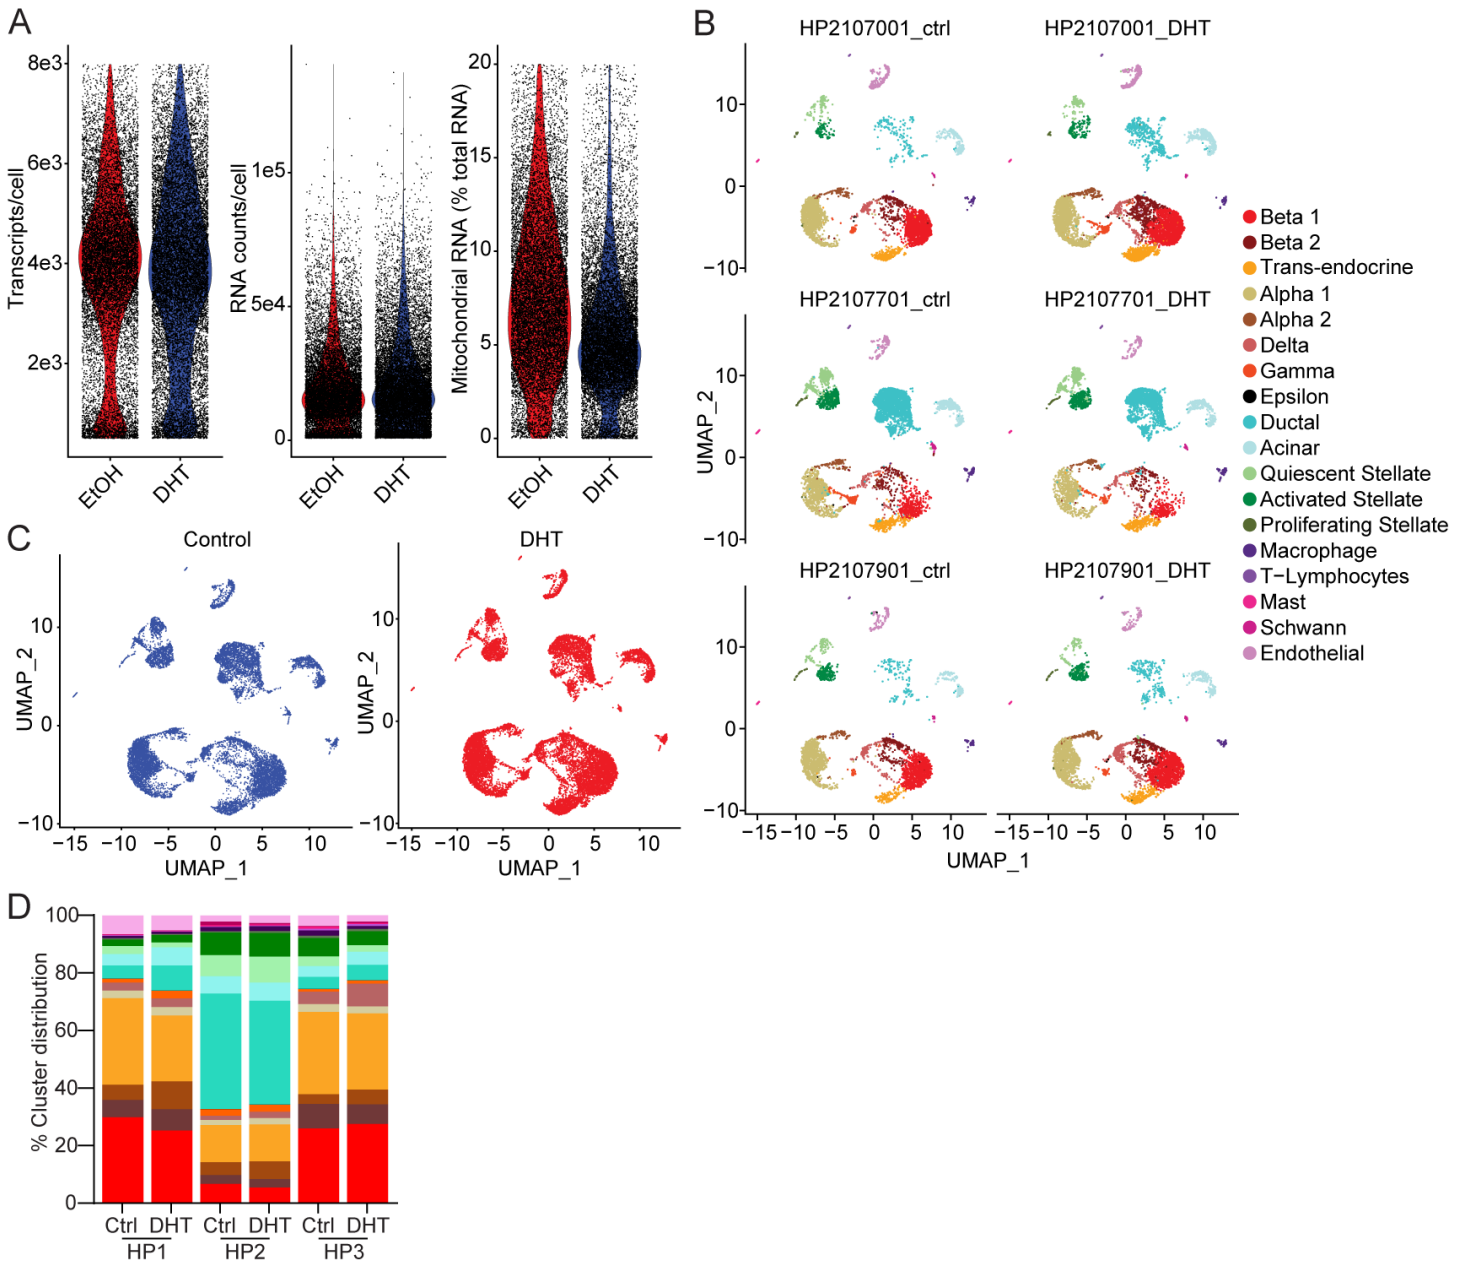 A
8e3
6e3
4e3
2e3
Transcripts/cell
EtOH
DHT
1e5
5e4
0
RNA counts/cell
EtOH
DHT
20
15
10
5
0
Mitochondrial RNA (% total RNA)
EtOH
DHT
B
HP2107001_ctrl
HP2107001_DHT
10
0
−10
HP2107701_ctrl
HP2107701_DHT
10
0
−10
UMAP_2
HP2107901_ctrl
HP2107901_DHT
10
0
−10
−15 −10 −5 0 5 10
−15 −10 −5 0 5 10
UMAP_1
Beta 1
Beta 2
Trans-endocrine
Alpha 1
Alpha 2
Delta
Gamma
Epsilon
Ductal
Acinar
Quiescent Stellate
Activated Stellate
Proliferating Stellate
Macrophage
T−Lymphocytes
Mast
Schwann
Endothelial
C
Control
10
0
−10
UMAP_2
−15 −10 −5 0 5 10
UMAP_1
DHT
10
0
−10
UMAP_2
−15 −10 −5 0 5 10
UMAP_1
D
100
80
60
40
20
0
% Cluster distribution
Ctrl DHT Ctrl DHT Ctrl DHT
HP1 HP2 HP3